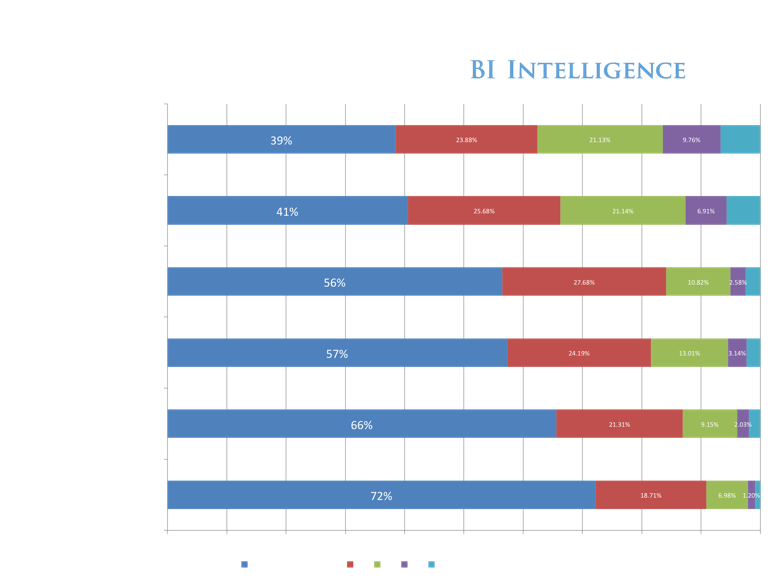 BI INTELLIGENCE
39% 23.88% 21.13% 9.76%
41% 25.68% 21.14% 6.91%
56% 27.68% 10.82% 2.58%
57% 24.19% 13.01% 3.14%
66% 21.31% 9.15% 2.03%
72% 18.71% 6.98% 1.20%